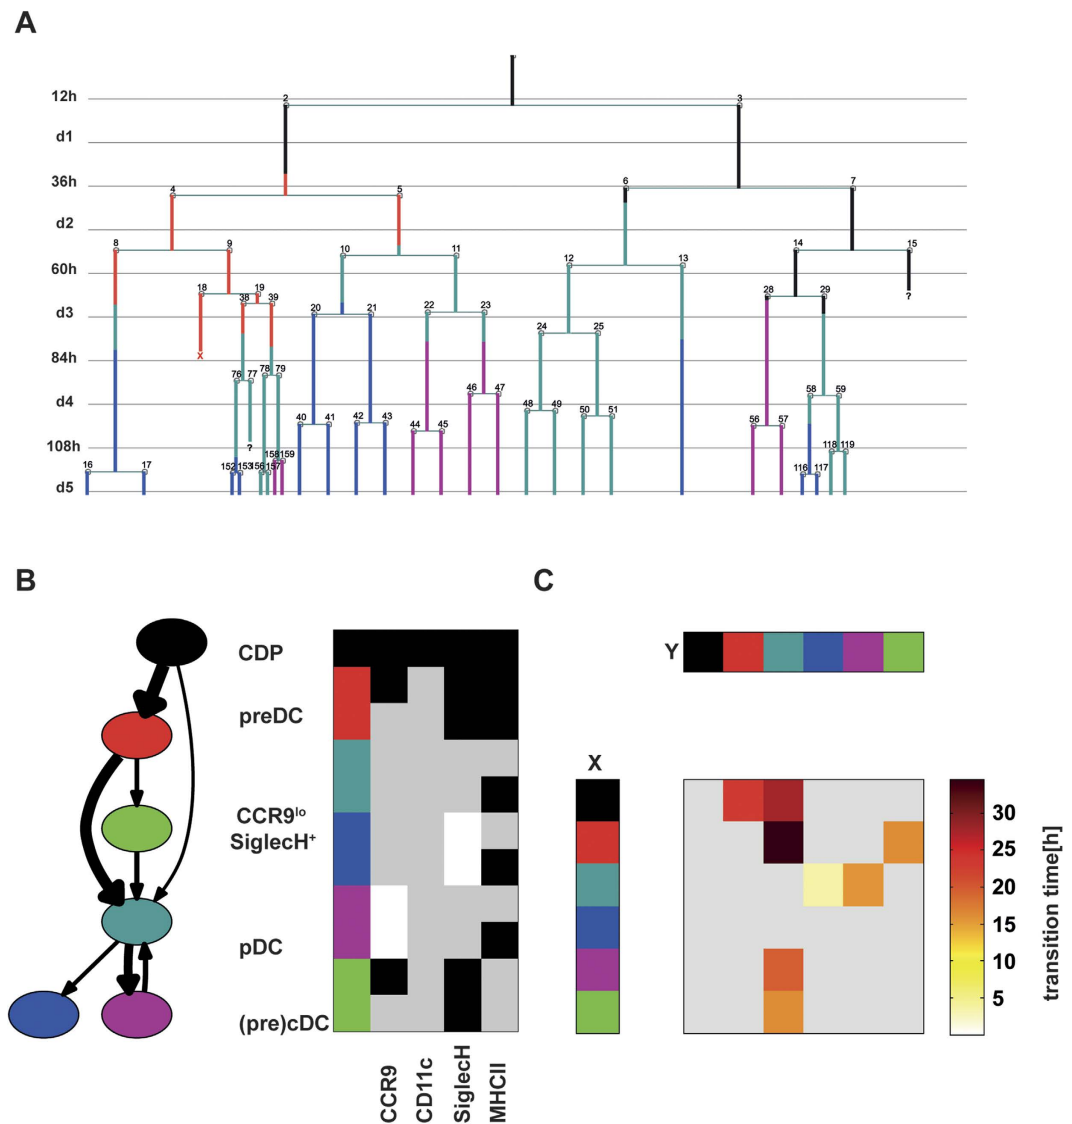 A
12h
d1
36h
d2
60h
d3
84h
d4
108h
d5
2 3
4 5 6 7
8 9 10 11 12 13 14 15
18 19 38 39 20 21 22 23 24 25 28 29
X ? ?
76 77 78 79 46 47 48 49 50 51 58 59
40 41 42 43 44 45 56 57
16 17 152 153 156 157 158 159 116 117 118 119
B
CDP
preDC
CCR9lo
SiglecH+
pDC
(pre)cDC
CCR9
CD11c
SiglecH
MHCII
C
Y
X
30
25
20
15
10
5
transition time[h]